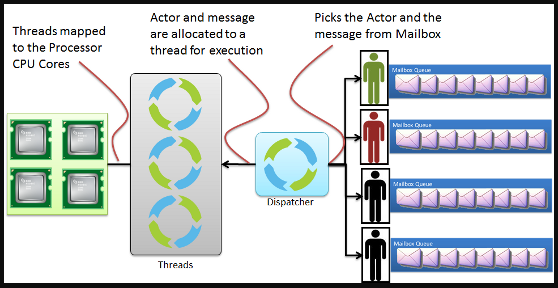 Threads mapped
to the Processor
CPU Cores
Actor and message
are allocated to a
thread for execution
Picks the Actor and the
message from Mailbox
Mailbox Queue
Mailbox Queue
Mailbox Queue
Mailbox Queue
Dispatcher
Threads